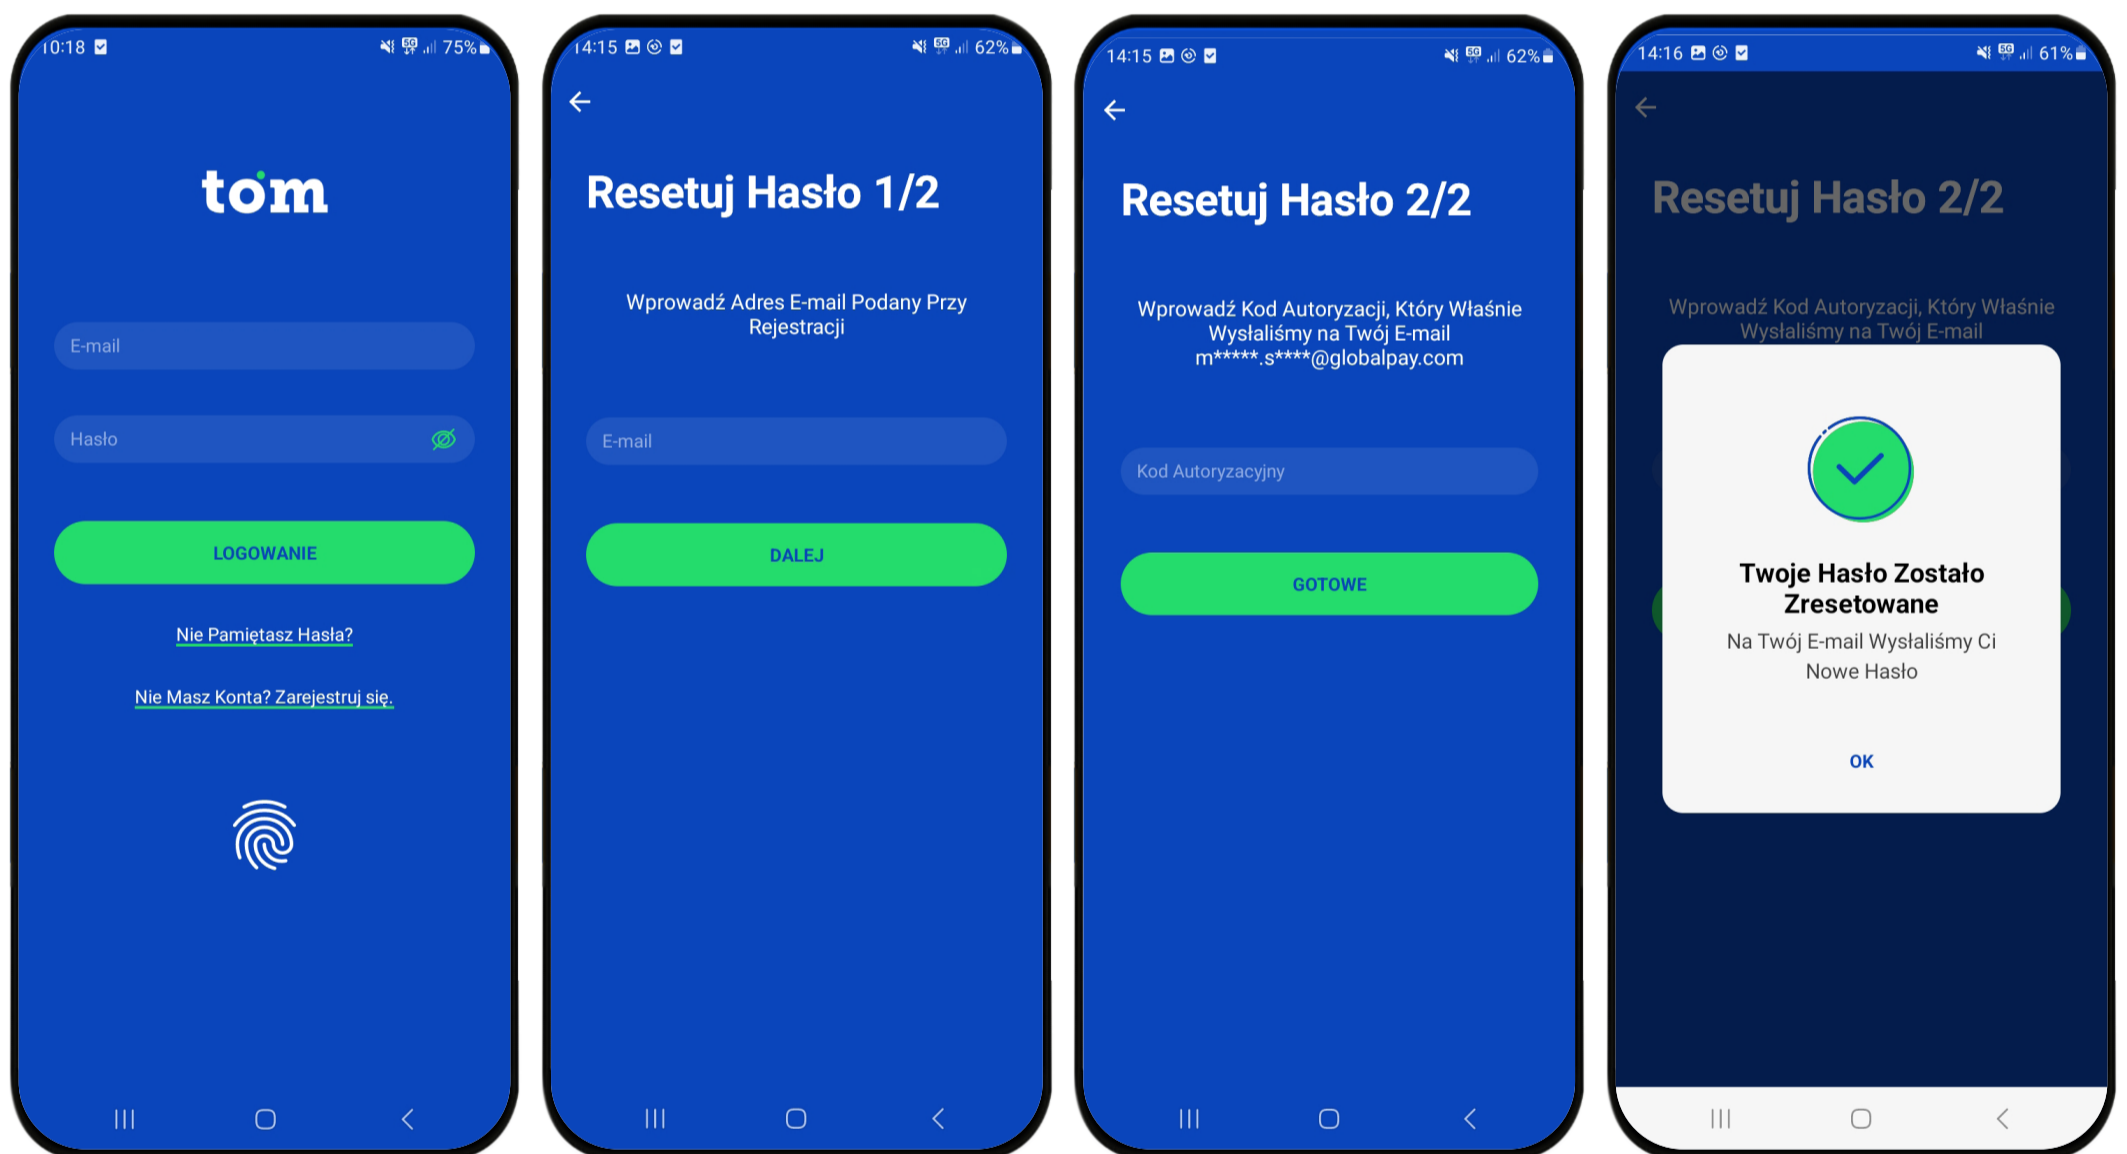 10:18
75%
tom
E-mail
Hasło
LOGOWANIE
Nie Pamiętasz Hasła?
Nie Masz Konta? Zarejestruj się.
14:15
5G
62%
Resetuj Hasło 1/2
Wprowadź Adres E-mail Podany Przy
Rejestracji
E-mail
DALEJ
14:15
5G
62%
Resetuj Hasło 2/2
Wprowadź Kod Autoryzacji, Który Właśnie
Wysłaliśmy na Twój E-mail
m*****.s****@globalpay.com
Kod Autoryzacyjny
GOTOWE
14:16
5G
61%
Resetuj Hasło 2/2
Wprowadź Kod Autoryzacji, Który Właśnie
Wysłaliśmy na Twój E-mail
Twoje Hasło Zostało
Zresetowane
Na Twój E-mail Wysłaliśmy Ci
Nowe Hasło
OK